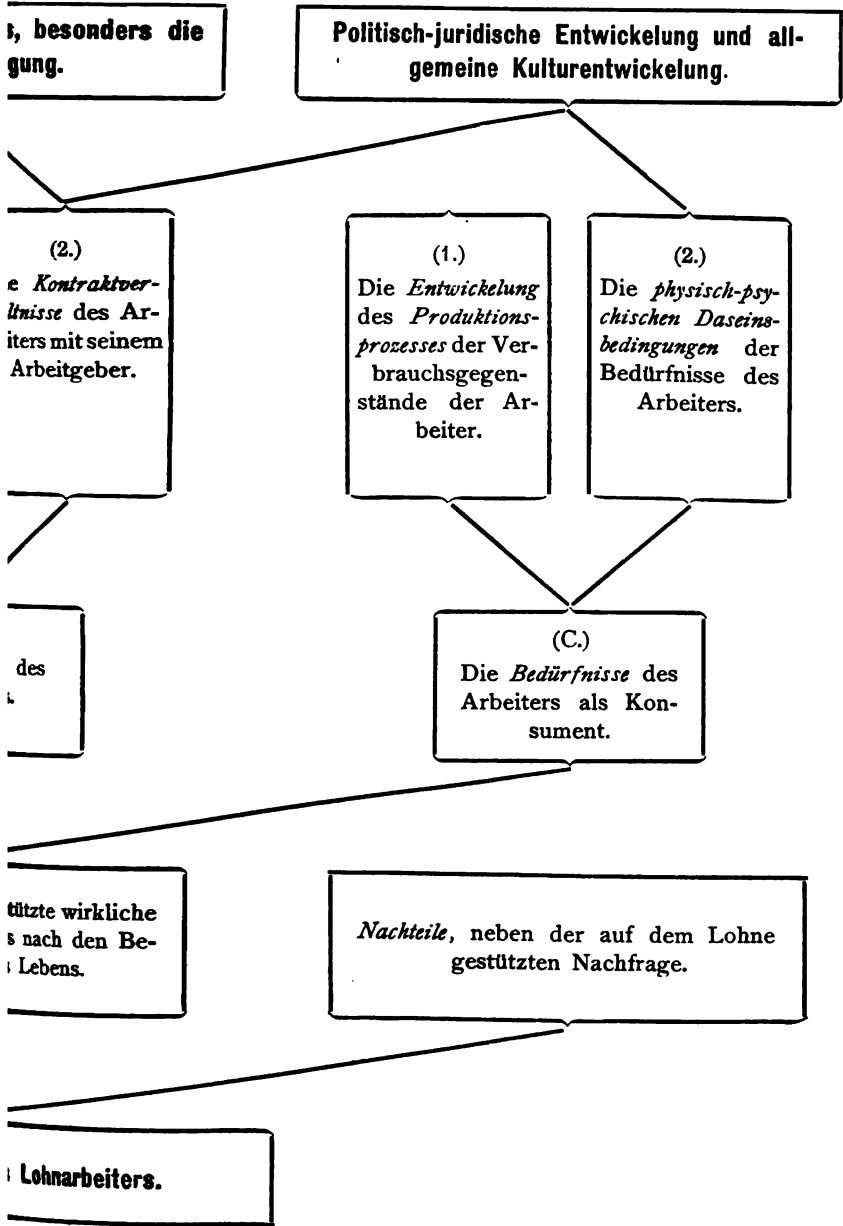 s, besonders die
gung.
Politisch-juridische Entwickelung und all-
gemeine Kulturentwickelung.
(2.)
e Kontraktver-
ltnisse des Ar-
iters mit seinem
Arbeitgeber.
(1.)
Die Entwickelung
des Produktions-
prozesses der Ver-
brauchsgegen-
stände der Ar-
beiter.
(2.)
Die physisch-psy-
chischen Daseins-
bedingungen der
Bedürfnisse des
Arbeiters.
des
(C.)
Die Bedürfnisse des
Arbeiters als Kon-
sument.
tützte wirkliche
s nach den Be-
s Lebens.
Nachteile, neben der auf dem Lohne
gestützten Nachfrage.
s Lohnarbeiters.